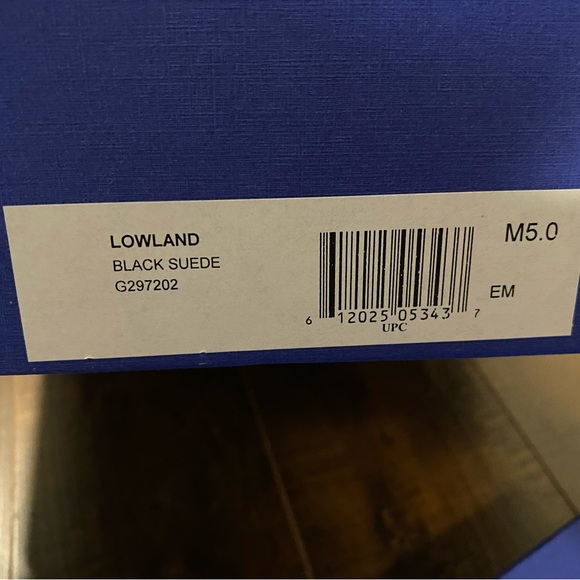 LOWLAND
BLACK SUEDE
G297202
M5.0
EM
6 12025 05343 7
UPC